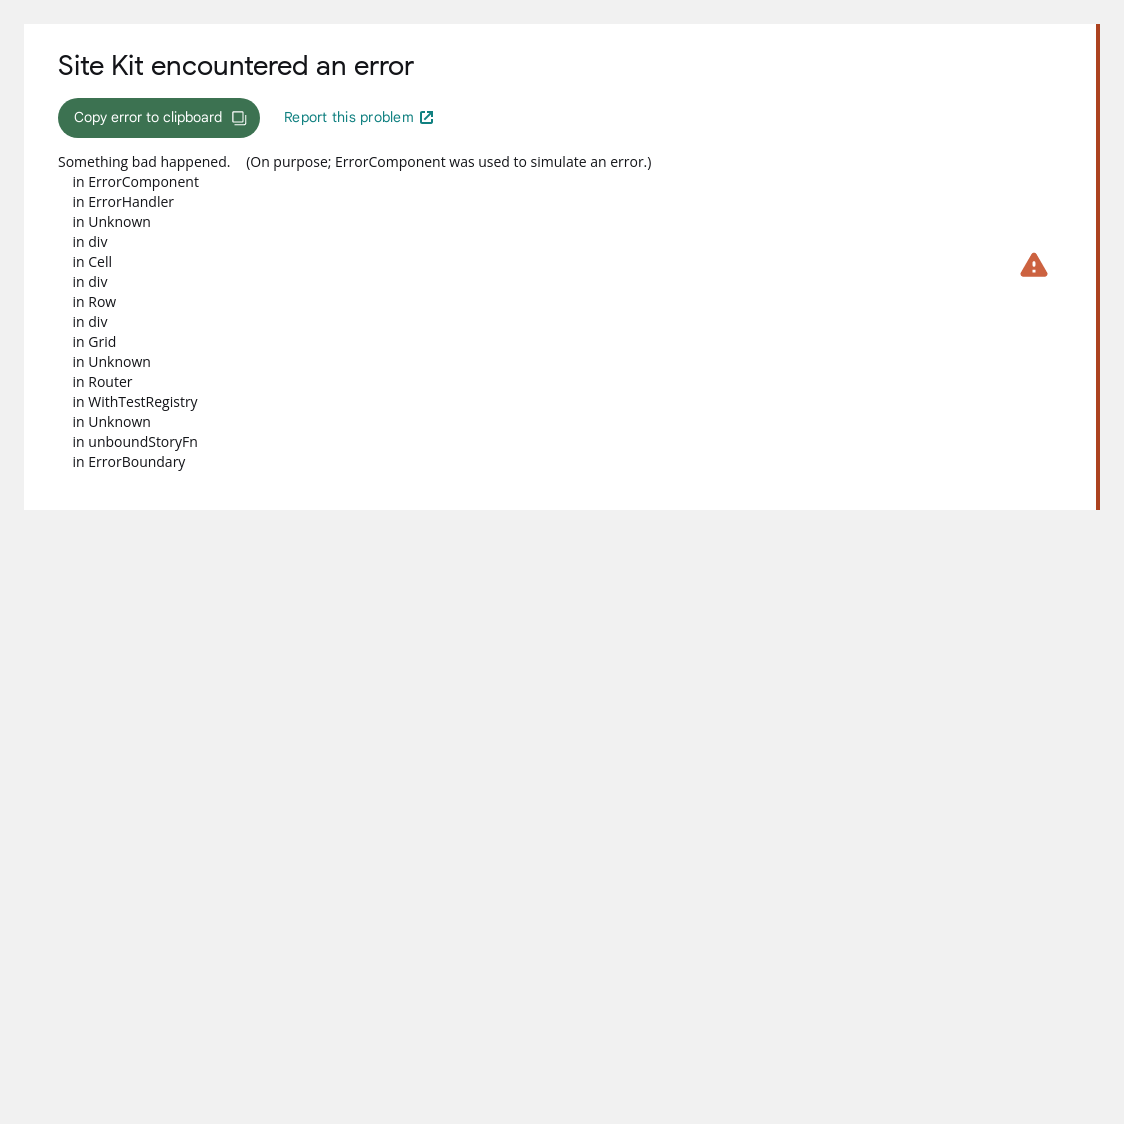 Site Kit encountered an error
Copy error to clipboard Report this problem
Something bad happened. (On purpose; ErrorComponent was used to simulate an error.)
in ErrorComponent
in ErrorHandler
in Unknown
in div
in Cell
in div
in Row
in div
in Grid
in Unknown
in Router
in WithTestRegistry
in Unknown
in unboundStoryFn
in ErrorBoundary